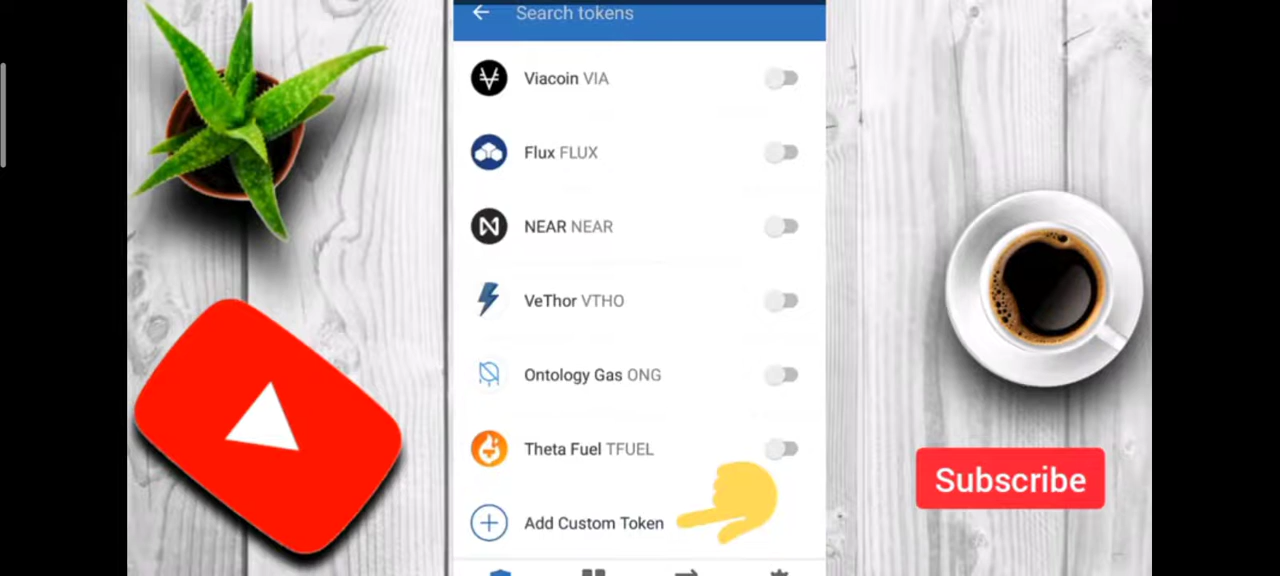 Search tokens
Viacoin VIA
Flux FLUX
NEAR NEAR
VeThor VTHO
Ontology Gas ONG
Theta Fuel TFUEL
Add Custom Token
Subscribe